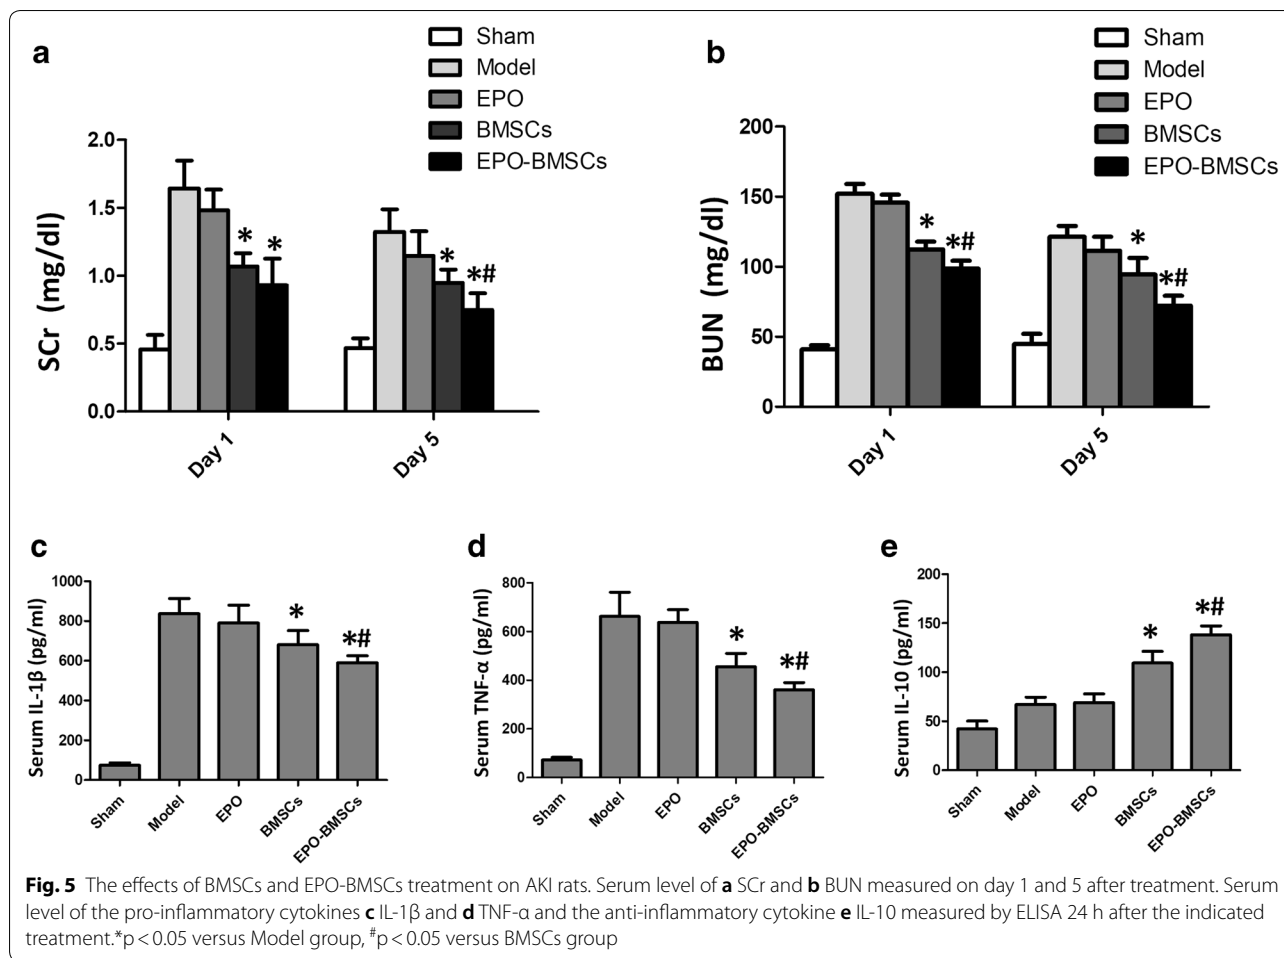 a
Sham
Model
EPO
BMSCs
EPO-BMSCs
SCr (mg/dl)
2.0
1.5
1.0
0.5
0.0
* *
*
*#
Day 1
Day 5
b
Sham
Model
EPO
BMSCs
EPO-BMSCs
BUN (mg/dl)
200
150
100
50
0
*
*#
*
*#
Day 1
Day 5
c
Serum IL-1β (pg/ml)
1000
800
600
400
200
0
*
*#
Sham
Model
EPO
BMSCs
EPO-BMSCs
d
Serum TNF-α (pg/ml)
800
600
400
200
0
*
*#
Sham
Model
EPO
BMSCs
EPO-BMSCs
e
Serum IL-10 (pg/ml)
200
150
100
50
0
*
*#
Sham
Model
EPO
BMSCs
EPO-BMSCs
Fig. 5 The effects of BMSCs and EPO-BMSCs treatment on AKI rats. Serum level of a SCr and b BUN measured on day 1 and 5 after treatment. Serum
level of the pro-inflammatory cytokines c IL-1β and d TNF-α and the anti-inflammatory cytokine e IL-10 measured by ELISA 24 h after the indicated
treatment.*p < 0.05 versus Model group, #p < 0.05 versus BMSCs group